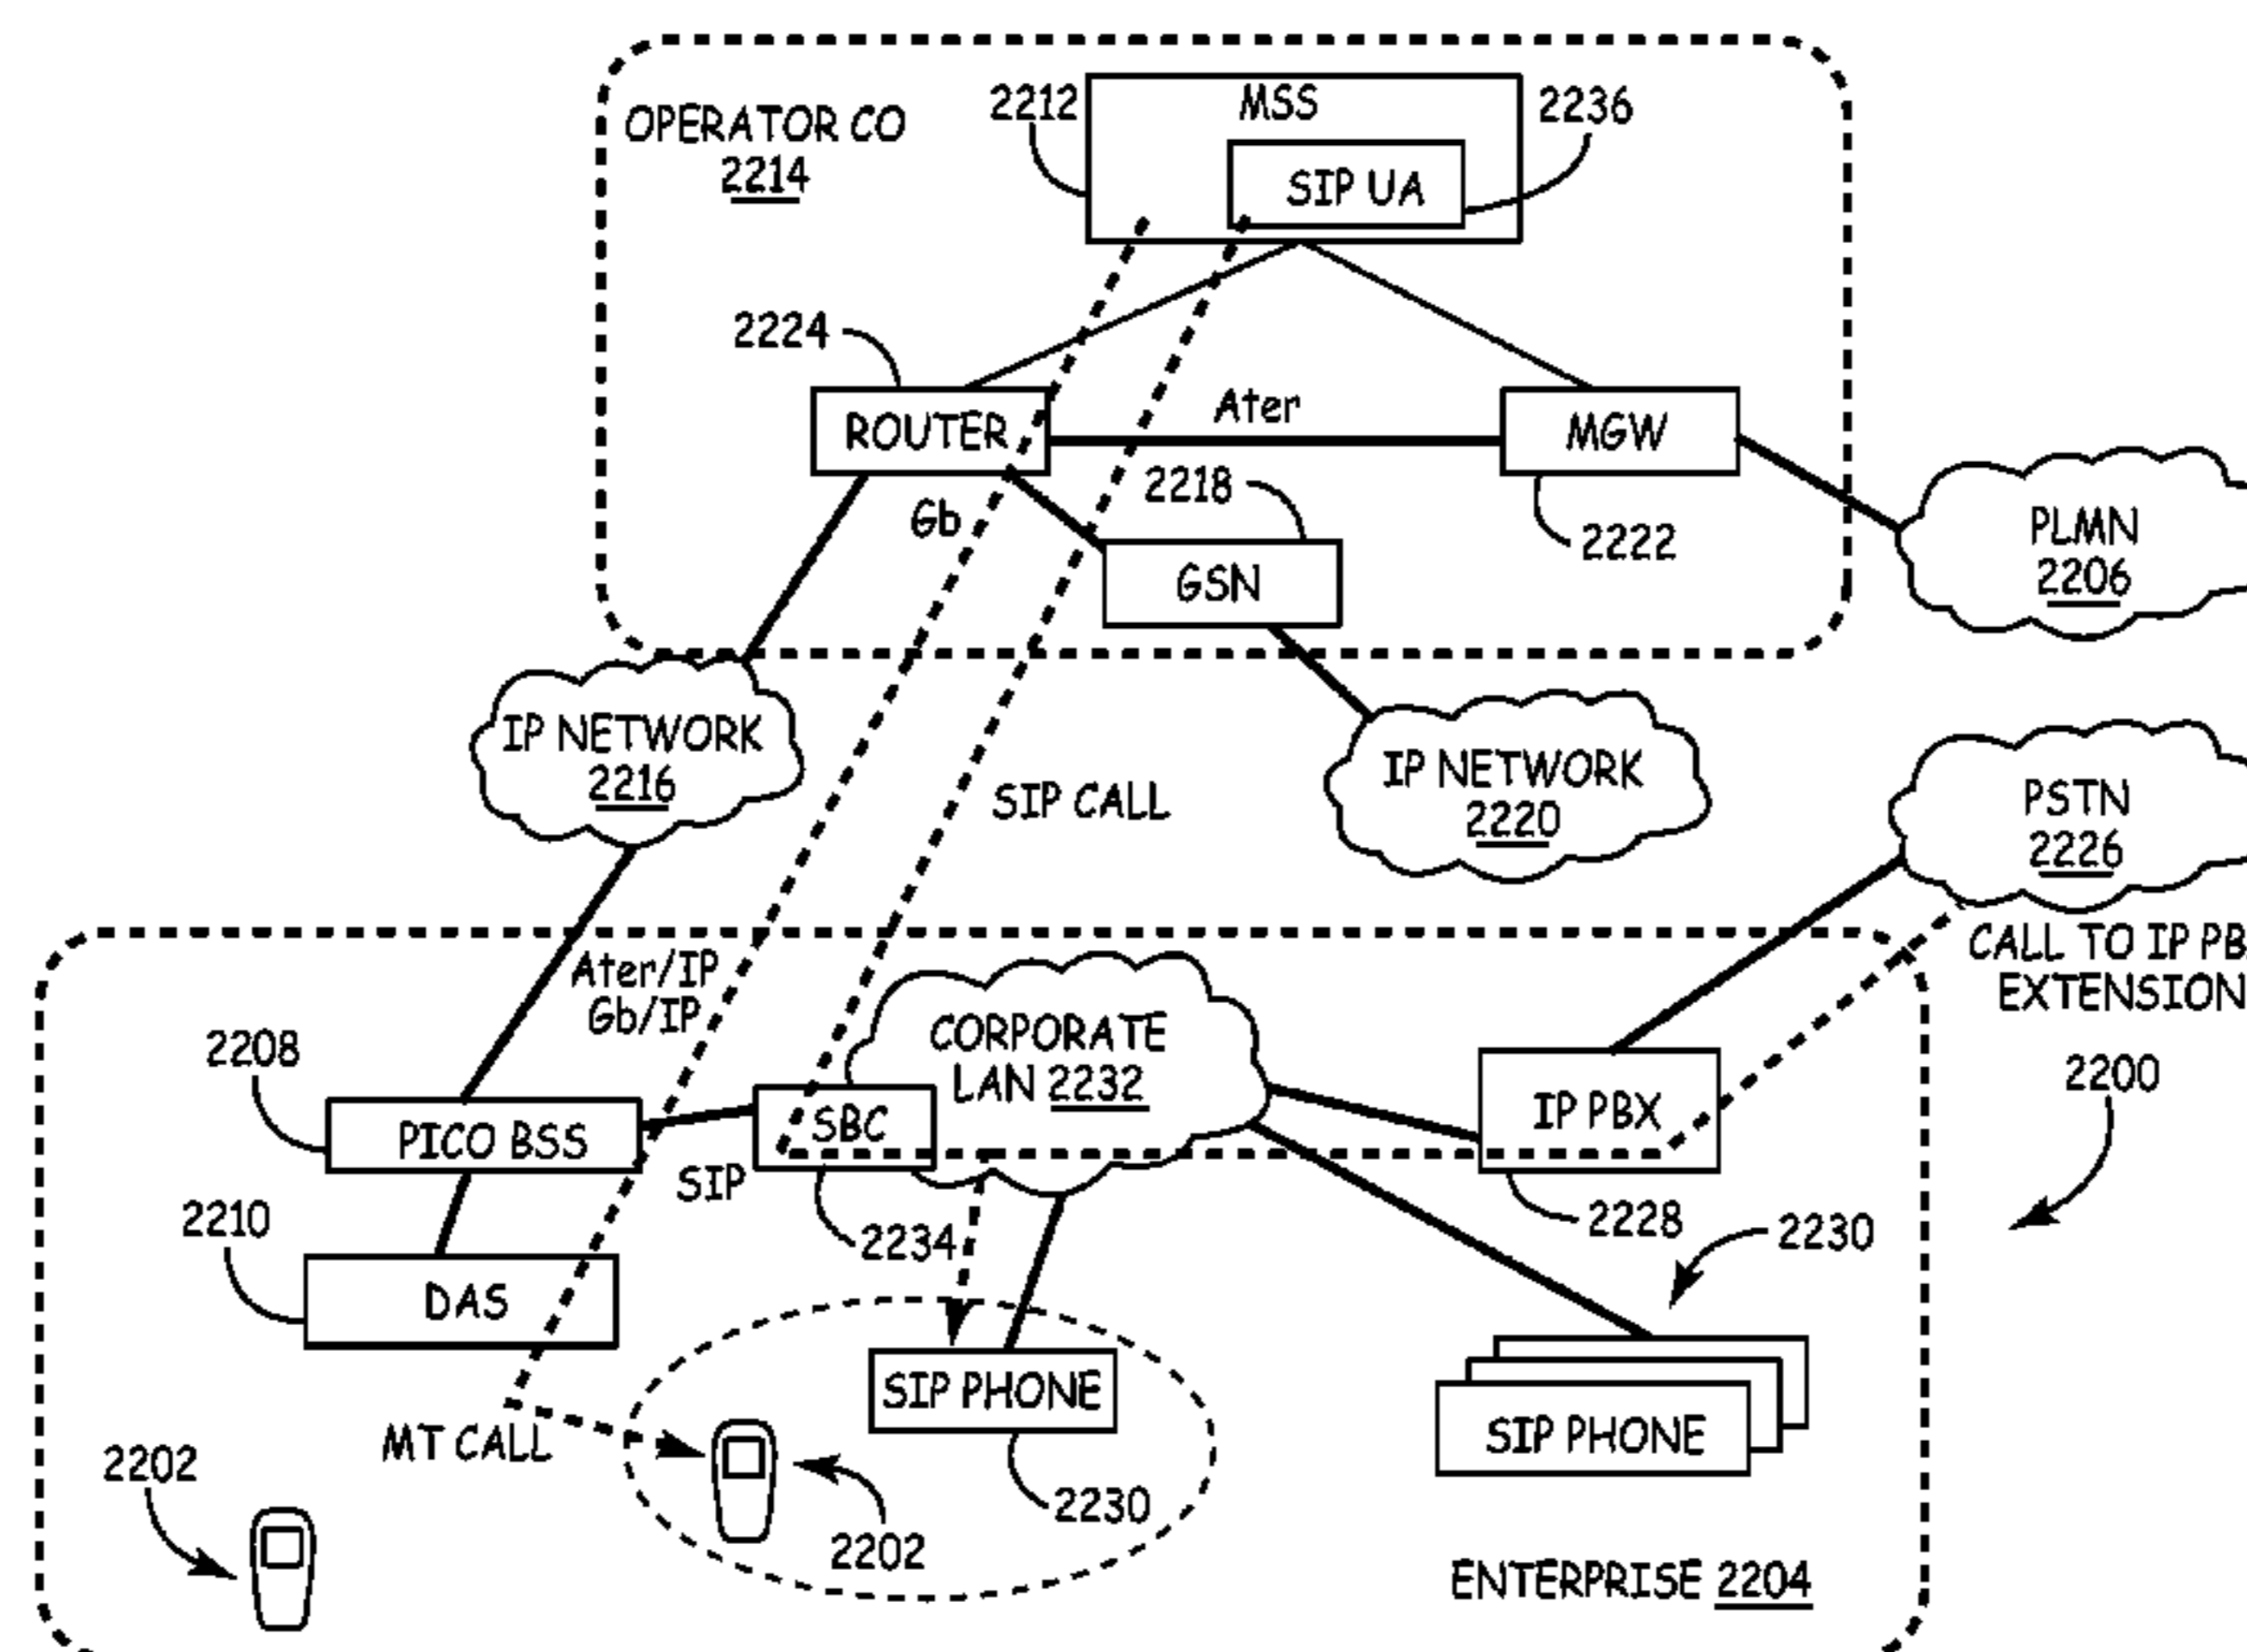 2212
MSS
2236
OPERATOR CO
2214
SIP UA
2224
ROUTER
Ater
MGW
2218
Gb
2222
GSN
PLMN
2206
IP NETWORK
2216
SIP CALL
IP NETWORK
2220
PSTN
2226
CALL TO IP PB
EXTENSION
Ater/IP
Gb/IP
CORPORATE
LAN 2232
2208
2200
PICO BSS
SBC
IP PBX
SIP
2210
2234
2228
2230
DAS
SIP PHONE
MT CALL
SIP PHONE
2202
2230
2202
ENTERPRISE 2204